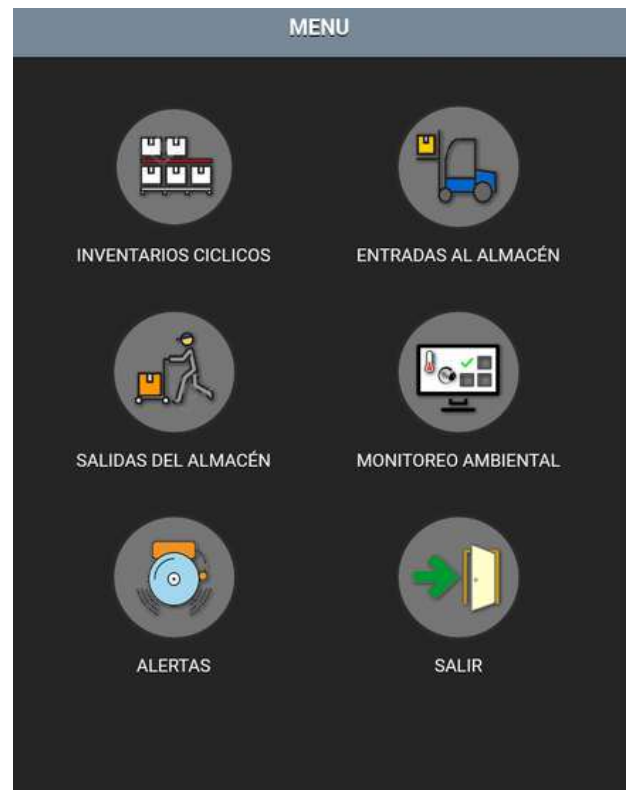 MENU
INVENTARIOS CICLICOS
ENTRADAS AL ALMACÉN
SALIDAS DEL ALMACÉN
MONITOREO AMBIENTAL
ALERTAS
SALIR